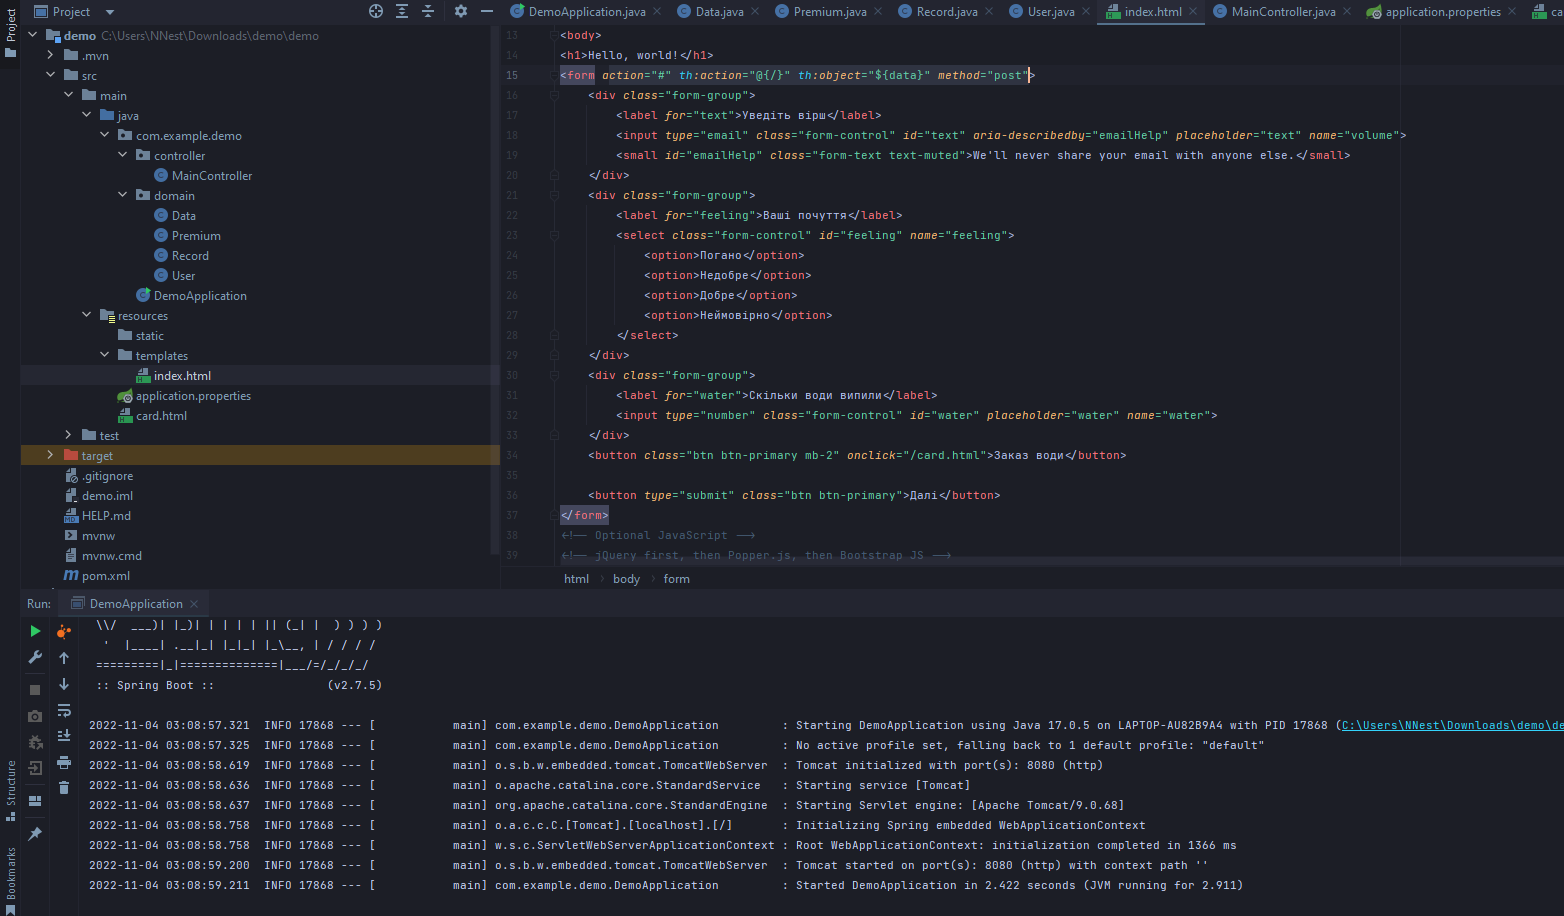 Project
DemoApplication.java
Data.java
Premium.java
Record.java
User.java
index.html
MainController.java
application.properties
ca
Project
demo C:\Users\NNest\Downloads\demo\demo
.mvn
src
main
java
com.example.demo
controller
MainController
domain
Data
Premium
Record
User
DemoApplication
resources
static
templates
index.html
application.properties
card.html
test
target
.gitignore
demo.iml
HELP.md
mvnw
mvnw.cmd
pom.xml
13 <body>
14 <h1>Hello, world!</h1>
15 <form action="#" th:action="@{/}" th:object="${data}" method="post">
16 <div class="form-group">
17 <label for="text">Уведіть вірш</label>
18 <input type="email" class="form-control" id="text" aria-describedby="emailHelp" placeholder="text" name="volume">
19 <small id="emailHelp" class="form-text text-muted">We'll never share your email with anyone else.</small>
20 </div>
21 <div class="form-group">
22 <label for="feeling">Ваші почуття</label>
23 <select class="form-control" id="feeling" name="feeling">
24 <option>Погано</option>
25 <option>Недобре</option>
26 <option>Добре</option>
27 <option>Неймовірно</option>
28 </select>
29 </div>
30 <div class="form-group">
31 <label for="water">Скільки води випили</label>
32 <input type="number" class="form-control" id="water" placeholder="water" name="water">
33 </div>
34 <button class="btn btn-primary mb-2" onclick="/card.html">Заказ води</button>
35
36 <button type="submit" class="btn btn-primary">Далі</button>
37 </form>
38 <!-- Optional JavaScript -->
39 <!-- jQuery first, then Popper.js, then Bootstrap JS -->
html › body › form
Run: DemoApplication
\\/  ___)| |_)| | | | | || (_| |  ) ) ) )
'  |____| .__|_| |_|_| |_\__, | / / / /
=========|_|==============|___/=/_/_/_/
:: Spring Boot :: (v2.7.5)
2022-11-04 03:08:57.321 INFO 17868 --- [ main] com.example.demo.DemoApplication : Starting DemoApplication using Java 17.0.5 on LAPTOP-AU82B9A4 with PID 17868 (C:\Users\NNest\Downloads\demo\de
2022-11-04 03:08:57.325 INFO 17868 --- [ main] com.example.demo.DemoApplication : No active profile set, falling back to 1 default profile: "default"
2022-11-04 03:08:58.619 INFO 17868 --- [ main] o.s.b.w.embedded.tomcat.TomcatWebServer : Tomcat initialized with port(s): 8080 (http)
2022-11-04 03:08:58.636 INFO 17868 --- [ main] o.apache.catalina.core.StandardService : Starting service [Tomcat]
2022-11-04 03:08:58.637 INFO 17868 --- [ main] org.apache.catalina.core.StandardEngine : Starting Servlet engine: [Apache Tomcat/9.0.68]
2022-11-04 03:08:58.758 INFO 17868 --- [ main] o.a.c.c.C.[Tomcat].[localhost].[/] : Initializing Spring embedded WebApplicationContext
2022-11-04 03:08:58.758 INFO 17868 --- [ main] w.s.c.ServletWebServerApplicationContext : Root WebApplicationContext: initialization completed in 1366 ms
2022-11-04 03:08:59.200 INFO 17868 --- [ main] o.s.b.w.embedded.tomcat.TomcatWebServer : Tomcat started on port(s): 8080 (http) with context path ''
2022-11-04 03:08:59.211 INFO 17868 --- [ main] com.example.demo.DemoApplication : Started DemoApplication in 2.422 seconds (JVM running for 2.911)
Structure
Bookmarks